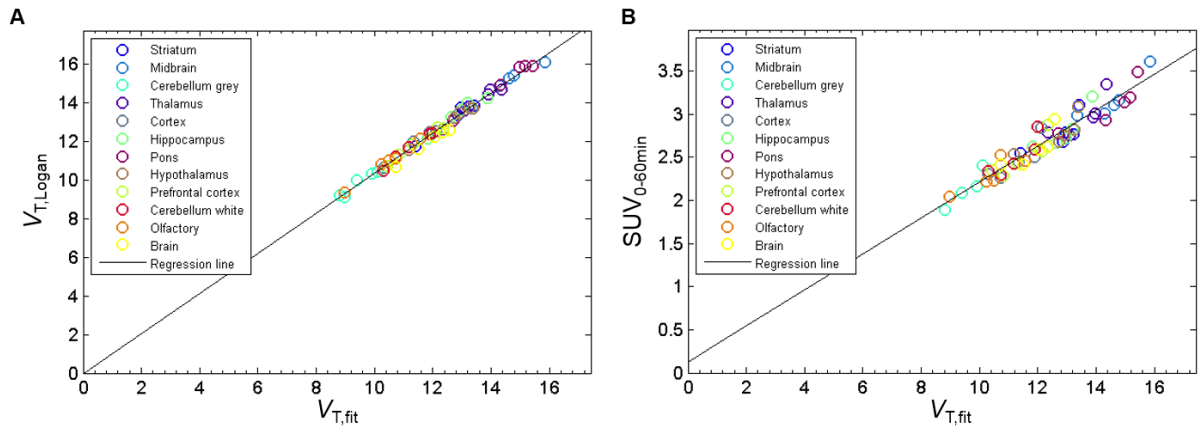 A
V_T,Logan
16
14
12
10
8
6
4
2
0
Striatum
Midbrain
Cerebellum grey
Thalamus
Cortex
Hippocampus
Pons
Hypothalamus
Prefrontal cortex
Cerebellum white
Olfactory
Brain
Regression line
0 2 4 6 8 10 12 14 16
V_T,fit
B
SUV_0-60min
3.5
3
2.5
2
1.5
1
0.5
0
Striatum
Midbrain
Cerebellum grey
Thalamus
Cortex
Hippocampus
Pons
Hypothalamus
Prefrontal cortex
Cerebellum white
Olfactory
Brain
Regression line
0 2 4 6 8 10 12 14 16
V_T,fit